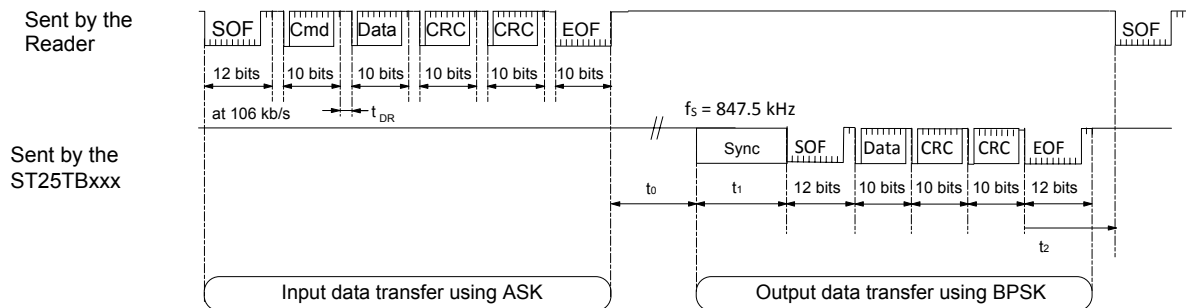 Sent by the
Reader
SOF Cmd Data CRC CRC EOF SOF
12 bits 10 bits 10 bits 10 bits 10 bits 10 bits
at 106 kb/s t DR fs = 847.5 kHz
Sent by the
ST25TBxxx
Sync SOF Data CRC CRC EOF
t0 t1 12 bits 10 bits 10 bits 10 bits 12 bits
t2
Input data transfer using ASK Output data transfer using BPSK